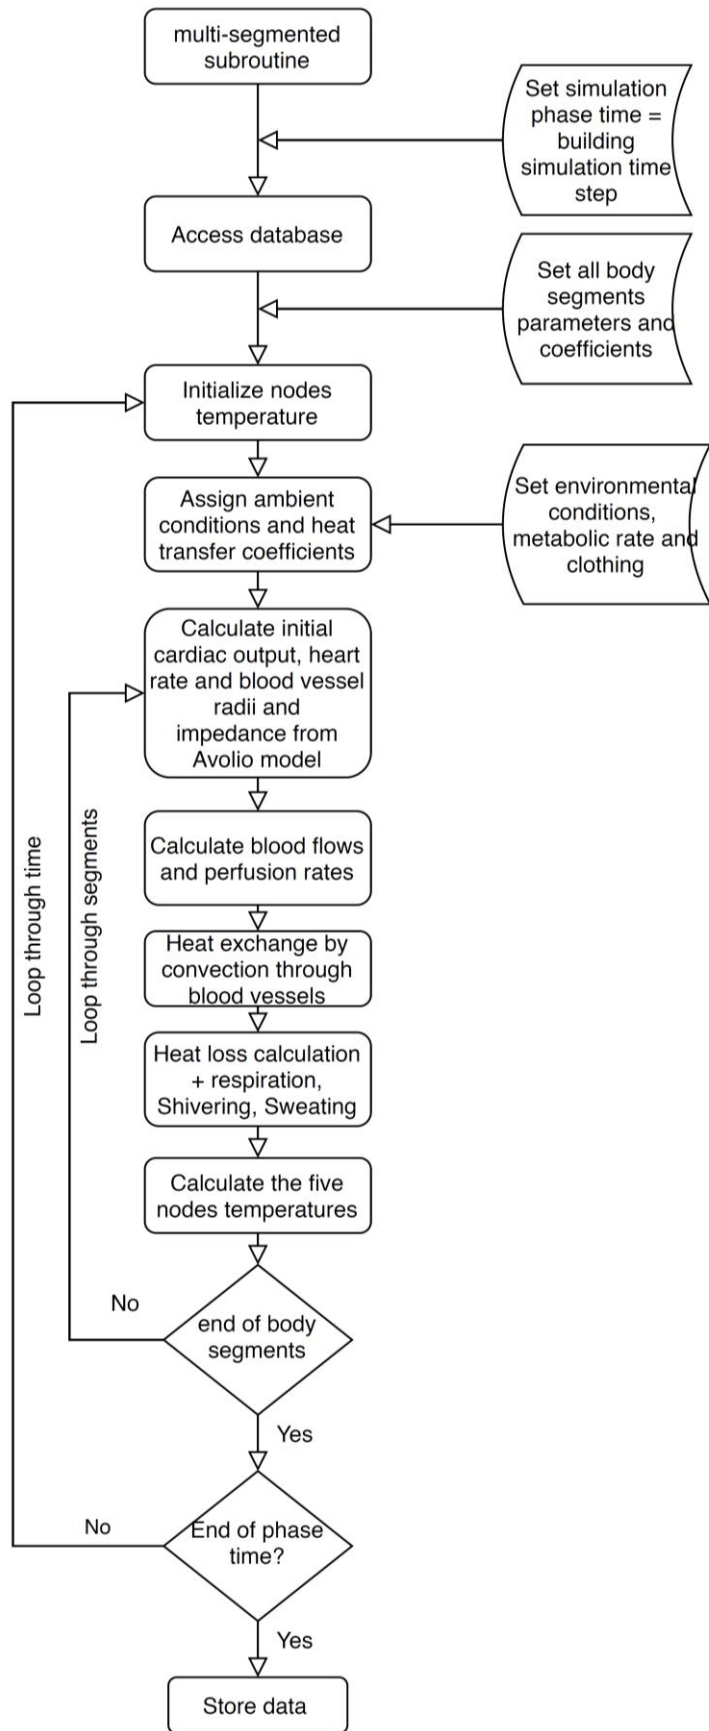 multi-segmented
subroutine
Set simulation
phase time =
building
simulation time
step
Access database
Set all body
segments
parameters and
coefficients
Initialize nodes
temperature
Assign ambient
conditions and heat
transfer coefficients
Set environmental
conditions,
metabolic rate and
clothing
Calculate initial
cardiac output, heart
rate and blood vessel
radii and
impedance from
Avolio model
Loop through time
Loop through segments
Calculate blood flows
and perfusion rates
Heat exchange by
convection through
blood vessels
Heat loss calculation
+ respiration,
Shivering, Sweating
Calculate the five
nodes temperatures
No
end of body
segments
Yes
No
End of phase
time?
Yes
Store data